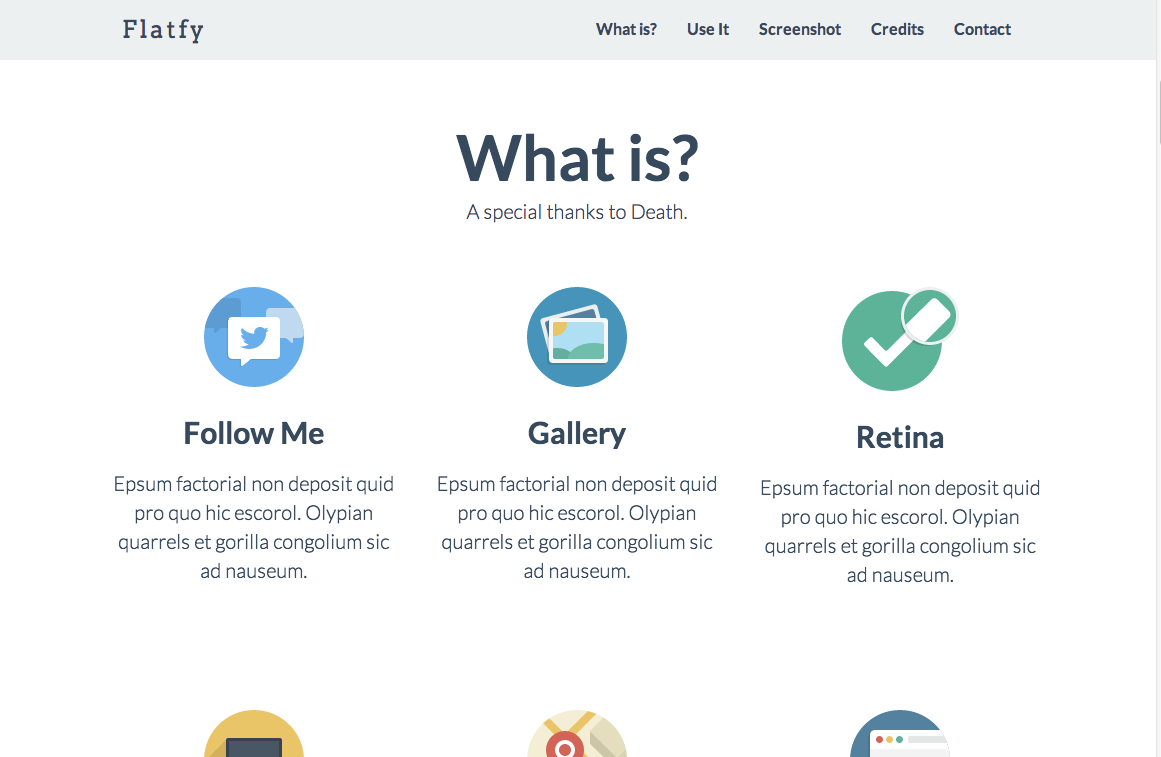 Flatfy
What is?
Use It
Screenshot
Credits
Contact
What is?
A special thanks to Death.
Follow Me
Epsum factorial non deposit quid
pro quo hic escorol. Olypian
quarrels et gorilla congolium sic
ad nauseum.
Gallery
Epsum factorial non deposit quid
pro quo hic escorol. Olypian
quarrels et gorilla congolium sic
ad nauseum.
Retina
Epsum factorial non deposit quid
pro quo hic escorol. Olypian
quarrels et gorilla congolium sic
ad nauseum.